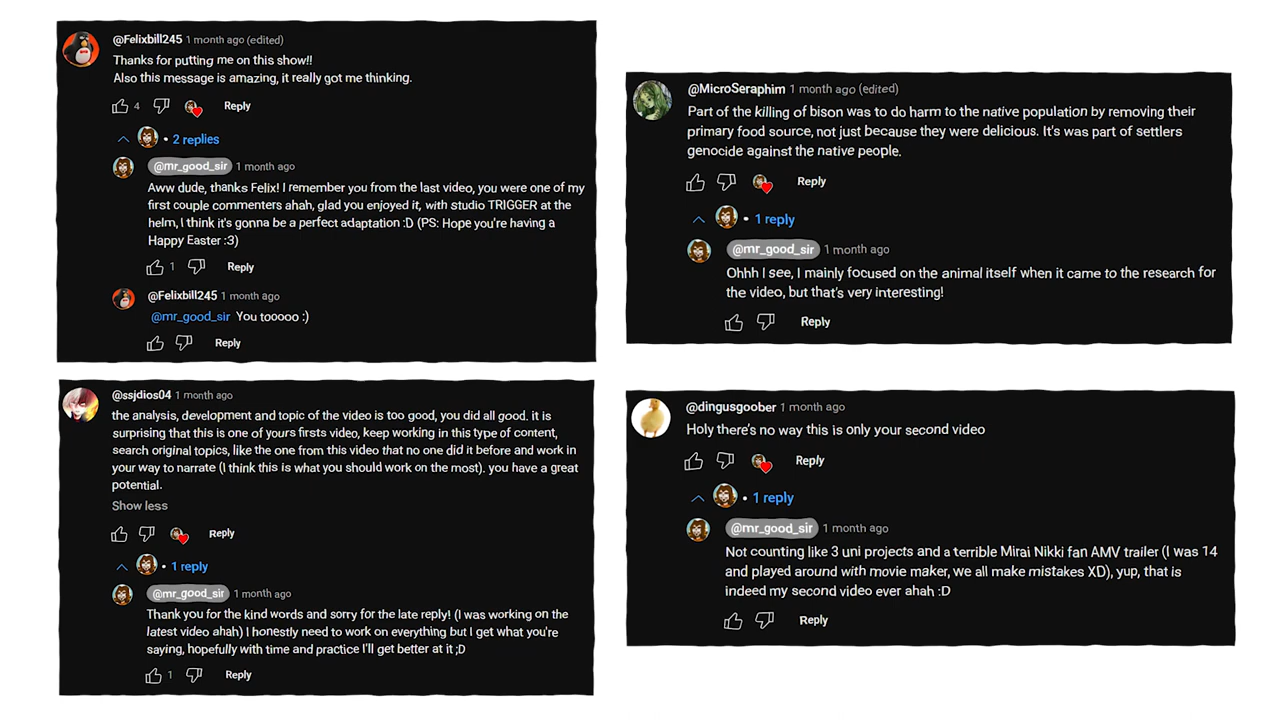 @Felixbill245 1 month ago (edited)
Thanks for putting me on this show!!
Also this message is amazing, it really got me thinking.
4 Reply
• 2 replies
@mr_good_sir 1 month ago
Aww dude, thanks Felix! I remember you from the last video, you were one of my
first couple commenters ahah, glad you enjoyed it, with studio TRIGGER at the
helm, I think it's gonna be a perfect adaptation :D (PS: Hope you're having a
Happy Easter :3)
1 Reply
@Felixbill245 1 month ago
@mr_good_sir You tooooo :)
Reply
@ssjdios04 1 month ago
the analysis, development and topic of the video is too good, you did all good. it is
surprising that this is one of yours firsts video, keep working in this type of content,
search original topics, like the one from this video that no one did it before and work in
your way to narrate (I think this is what you should work on the most). you have a great
potential.
Show less
Reply
• 1 reply
@mr_good_sir 1 month ago
Thank you for the kind words and sorry for the late reply! (I was working on the
latest video ahah) I honestly need to work on everything but I get what you're
saying, hopefully with time and practice I'll get better at it ;D
1 Reply
@MicroSeraphim 1 month ago (edited)
Part of the killing of bison was to do harm to the native population by removing their
primary food source, not just because they were delicious. It's was part of settlers
genocide against the native people.
Reply
• 1 reply
@mr_good_sir 1 month ago
Ohhh I see, I mainly focused on the animal itself when it came to the research for
the video, but that's very interesting!
Reply
@dingusgoober 1 month ago
Holy there's no way this is only your second video
Reply
• 1 reply
@mr_good_sir 1 month ago
Not counting like 3 uni projects and a terrible Mirai Nikki fan AMV trailer (I was 14
and played around with movie maker, we all make mistakes XD), yup, that is
indeed my second video ever ahah :D
Reply